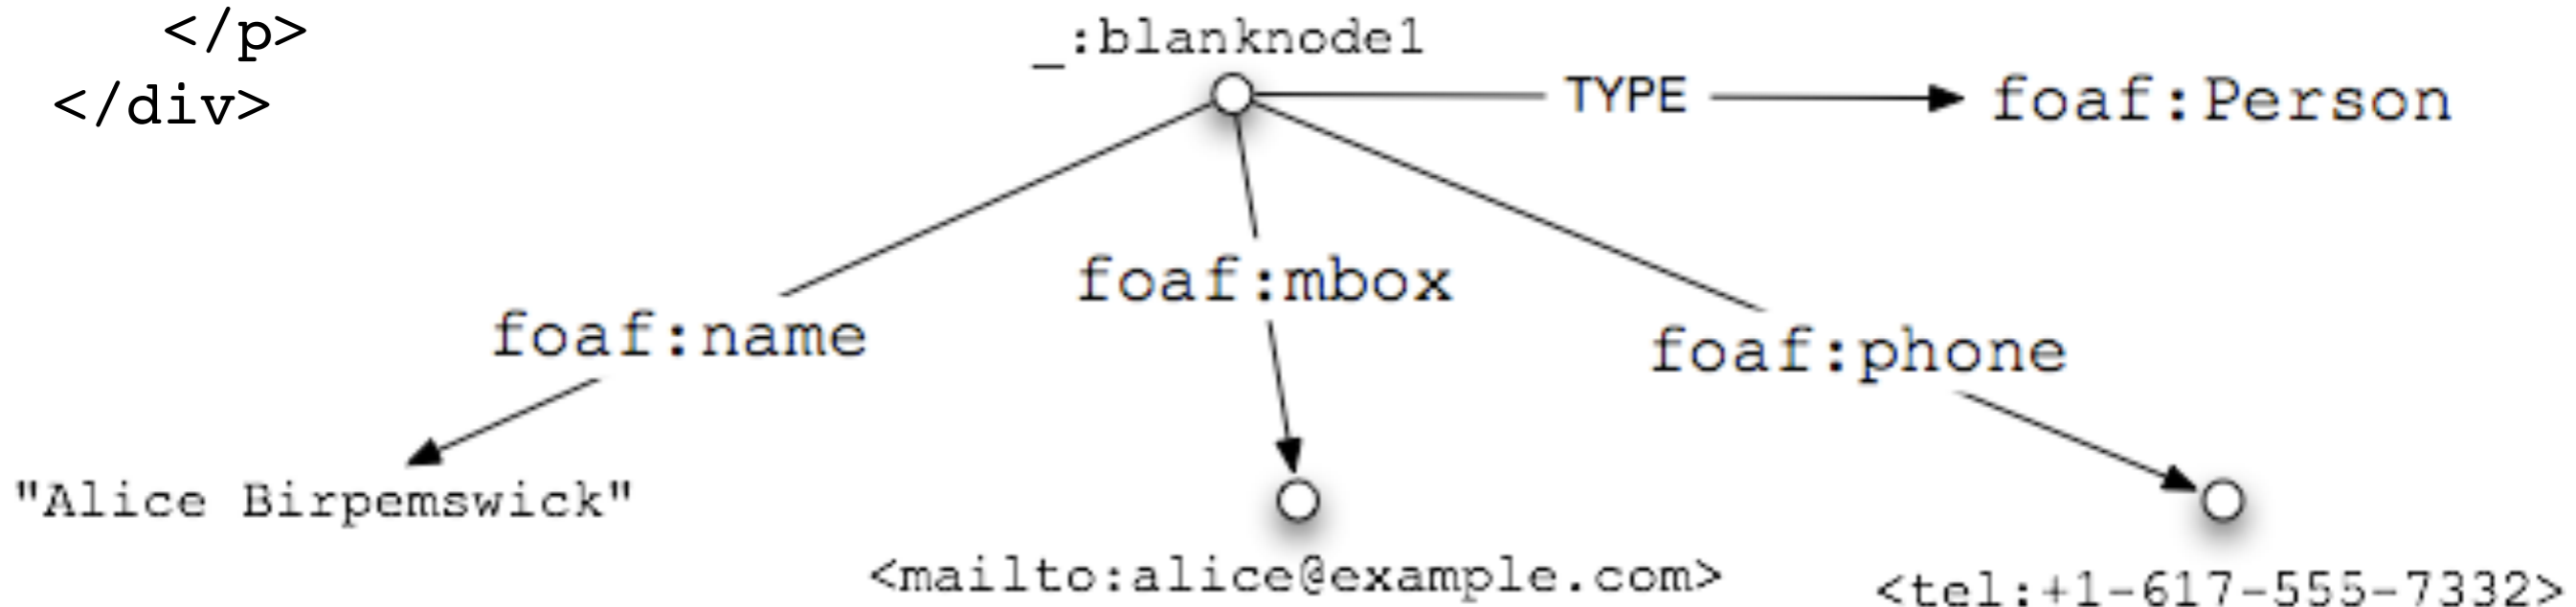 </p>
</div>
_:blanknode1
TYPE
foaf:Person
foaf:mbox
foaf:name
foaf:phone
"Alice Birpemswick"
<mailto:alice@example.com>
<tel:+1-617-555-7332>